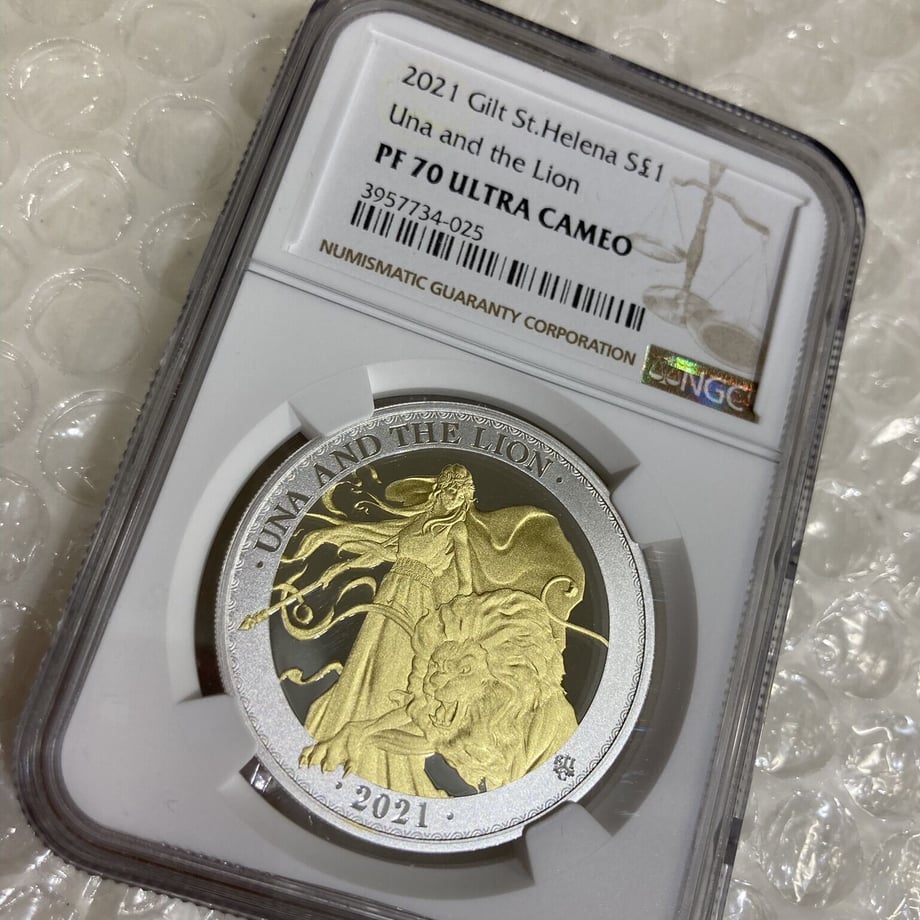 2021 Gilt St.Helena S£1
Una and the Lion
PF 70 ULTRA CAMEO
3957734-025
NUMISMATIC GUARANTY CORPORATION
NGC
· UNA AND THE LION ·
· 2021 ·